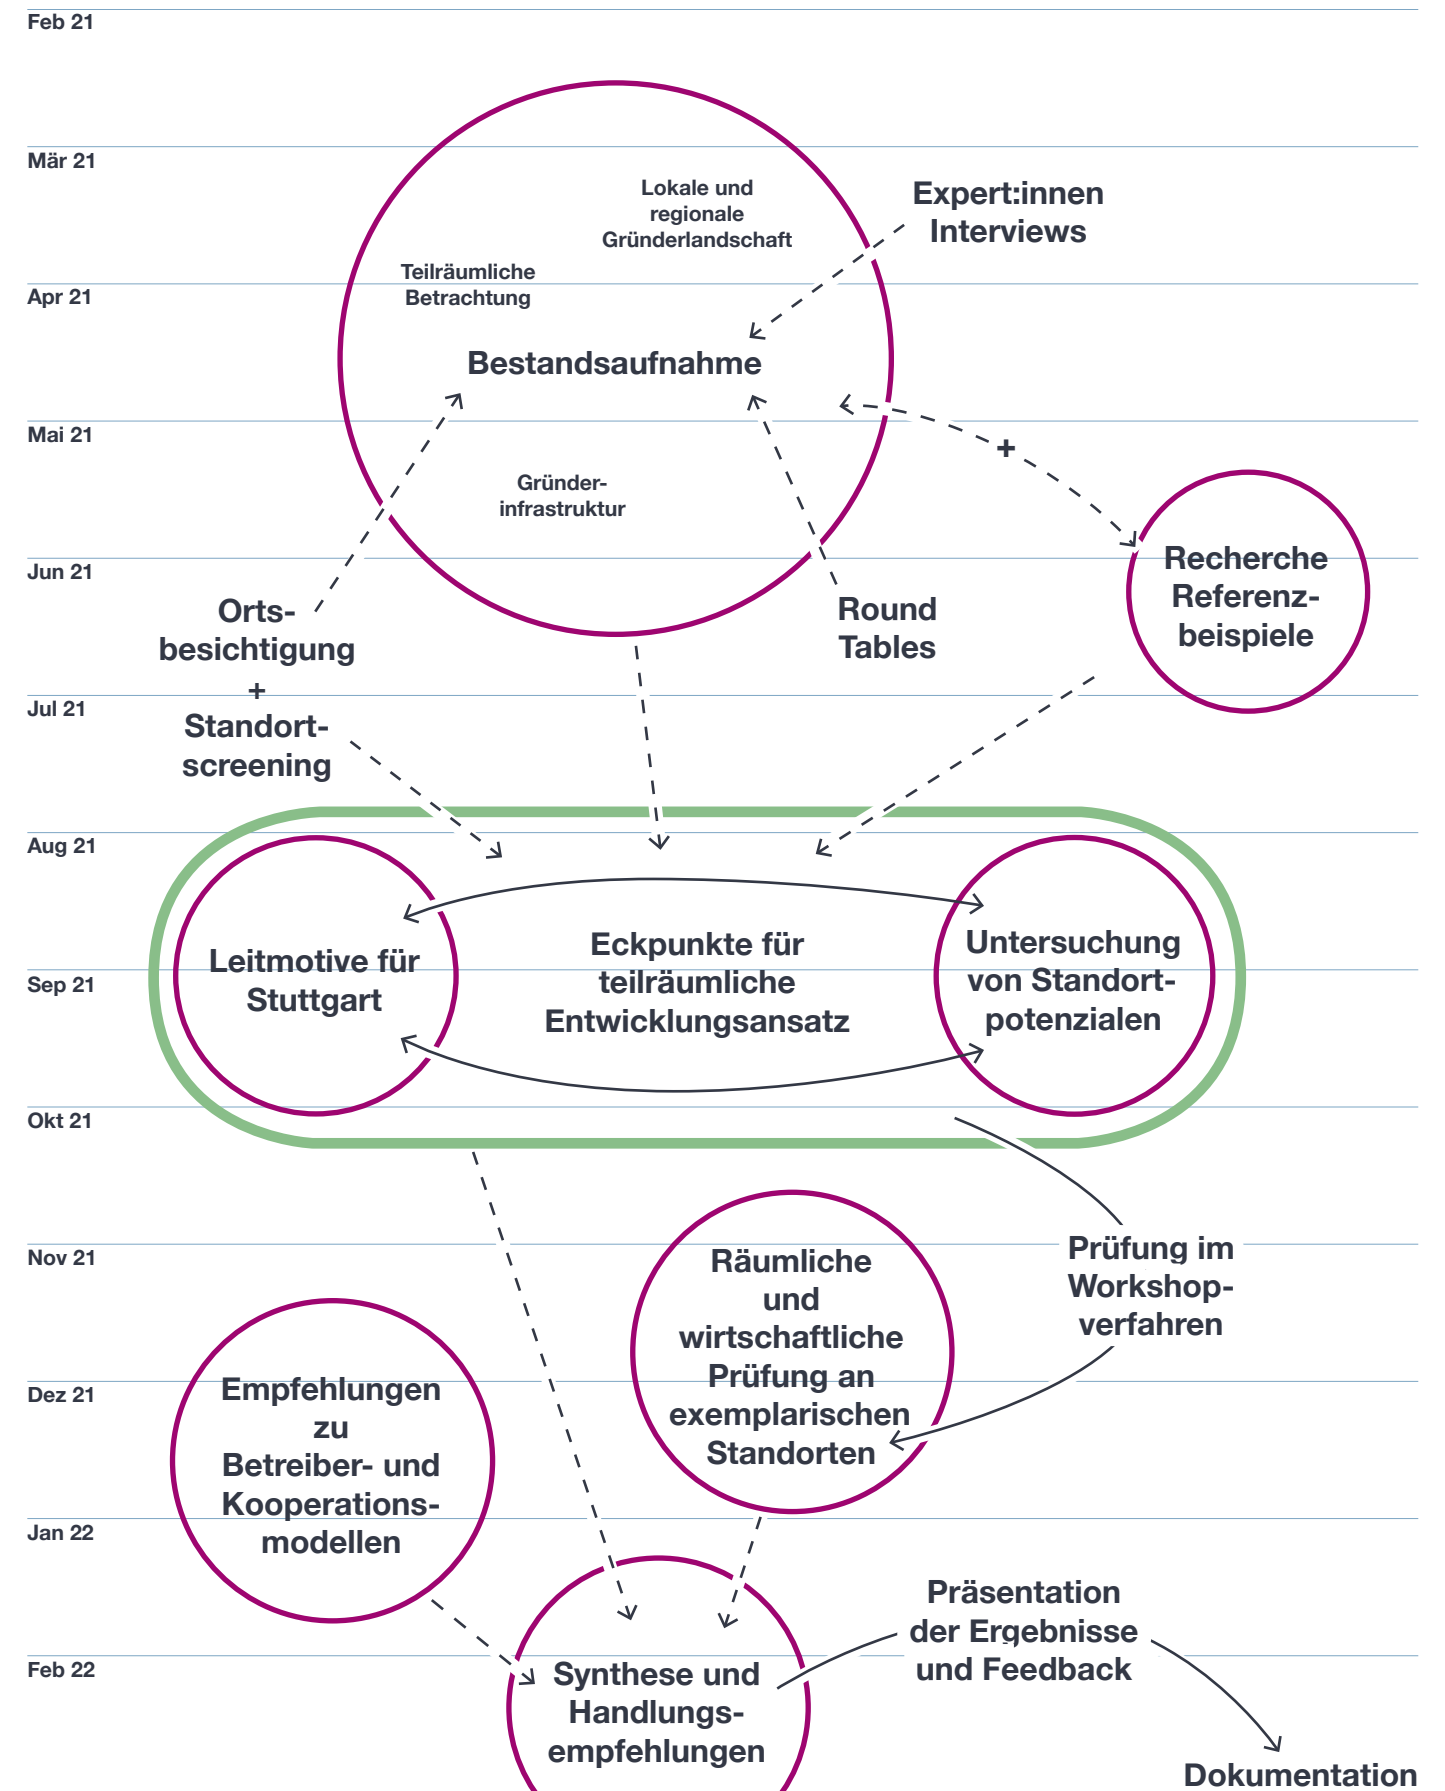 Feb 21
Mär 21
Lokale und
regionale
Gründerlandschaft
Expert:innen
Interviews
Teilräumliche
Betrachtung
Apr 21
Bestandsaufnahme
Mai 21
+
Gründer-
infrastruktur
Jun 21
Recherche
Referenz-
beispiele
Orts-
besichtigung
+
Standort-
screening
Round
Tables
Jul 21
Aug 21
Leitmotive für
Stuttgart
Eckpunkte für
teilräumliche
Entwicklungsansatz
Untersuchung
von Standort-
potenzialen
Sep 21
Okt 21
Nov 21
Räumliche
und
wirtschaftliche
Prüfung an
exemplarischen
Standorten
Prüfung im
Workshop-
verfahren
Dez 21
Empfehlungen
zu
Betreiber- und
Kooperations-
modellen
Jan 22
Präsentation
der Ergebnisse
und Feedback
Feb 22
Synthese und
Handlungs-
empfehlungen
Dokumentation